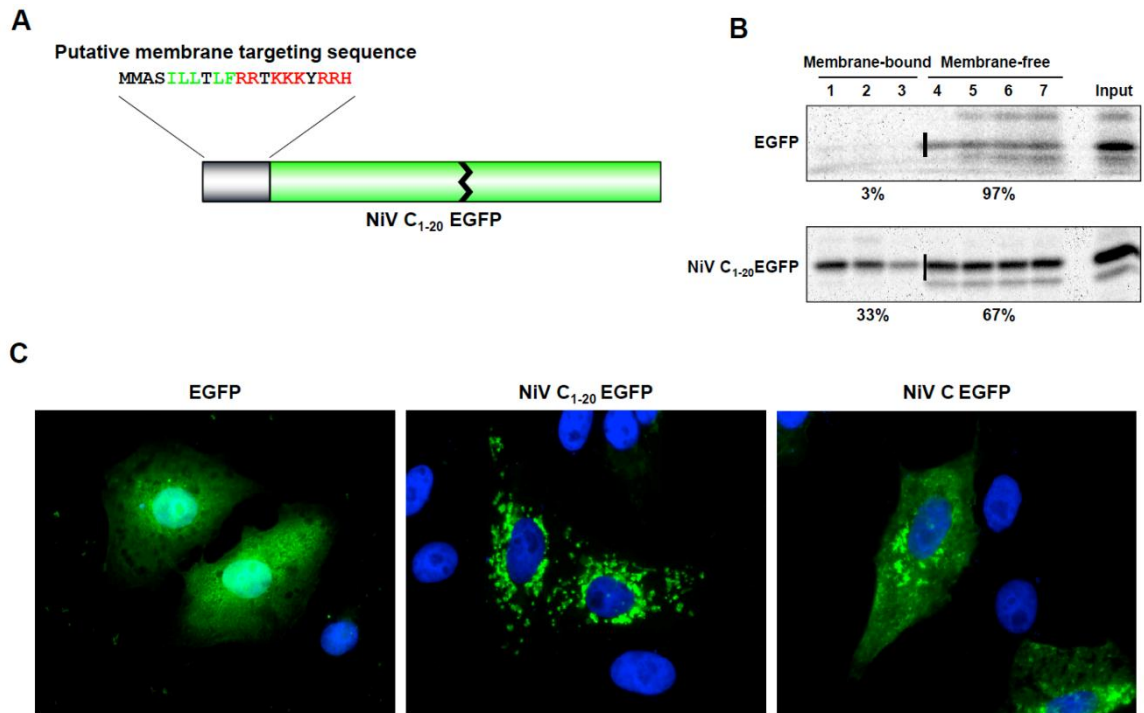 A
Putative membrane targeting sequence
MMASILLTLFRRTKKKYRRH
NiV C₁₋₂₀ EGFP
B
Membrane-bound Membrane-free
1 2 3 4 5 6 7 Input
EGFP
3% 97%
NiV C₁₋₂₀EGFP
33% 67%
C
EGFP NiV C₁₋₂₀ EGFP NiV C EGFP